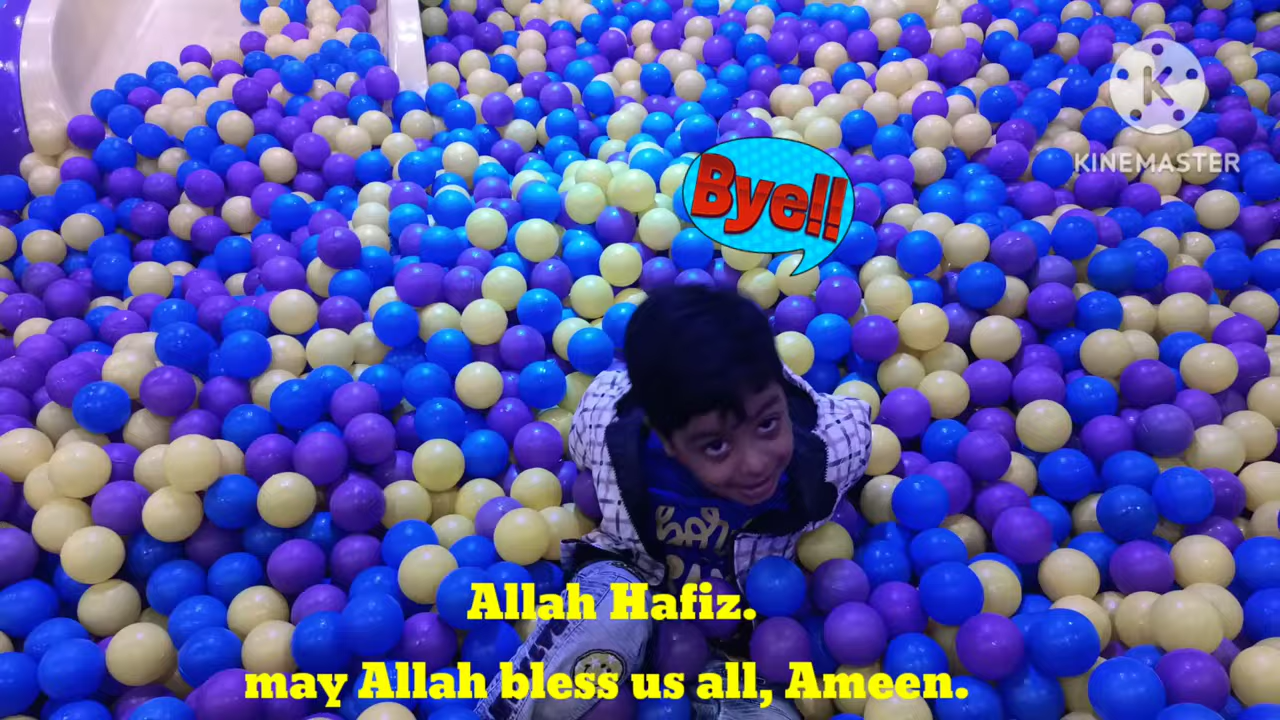 K
KINEMASTER
Bye!!
Allah Hafiz.
may Allah bless us all, Ameen.